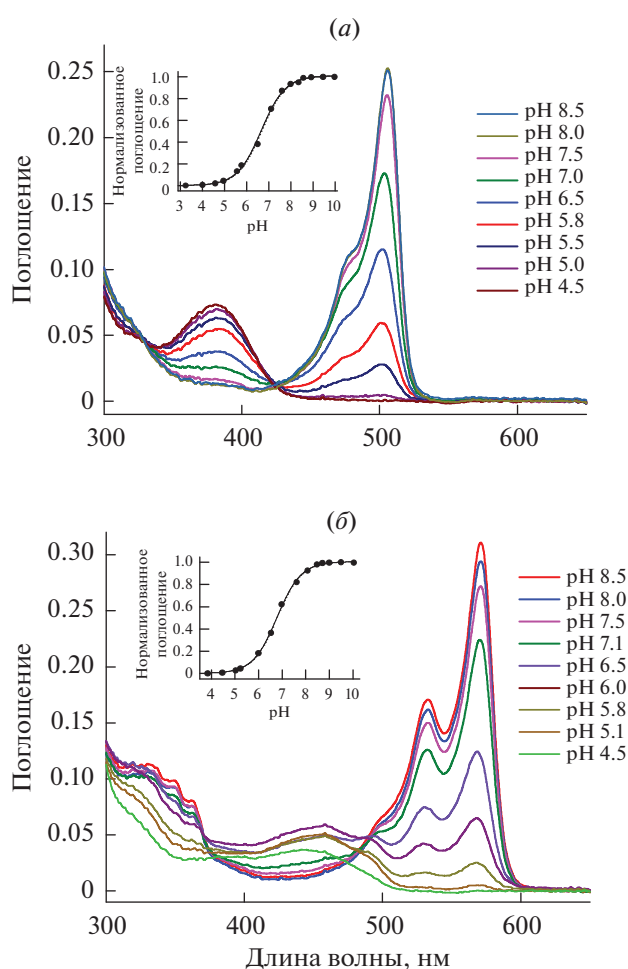 (а)
Поглощение
0.25
0.20
0.15
0.10
0.05
0
300
400
500
600
Нормализованное
поглощение
1.0
0.8
0.6
0.4
0.2
0
3 4 5 6 7 8 9 10
pH
pH 8.5
pH 8.0
pH 7.5
pH 7.0
pH 6.5
pH 5.8
pH 5.5
pH 5.0
pH 4.5
(б)
Поглощение
0.30
0.25
0.20
0.15
0.10
0.05
0
300
400
500
600
Длина волны, нм
Нормализованное
поглощение
1.0
0.8
0.6
0.4
0.2
0
4 5 6 7 8 9 10
pH
pH 8.5
pH 8.0
pH 7.5
pH 7.1
pH 6.5
pH 6.0
pH 5.8
pH 5.1
pH 4.5